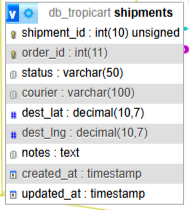 v db_tropicart shipments
shipment_id : int(10) unsigned
order_id : int(11)
status : varchar(50)
courier : varchar(100)
dest_lat : decimal(10,7)
dest_lng : decimal(10,7)
notes : text
created_at : timestamp
updated_at : timestamp